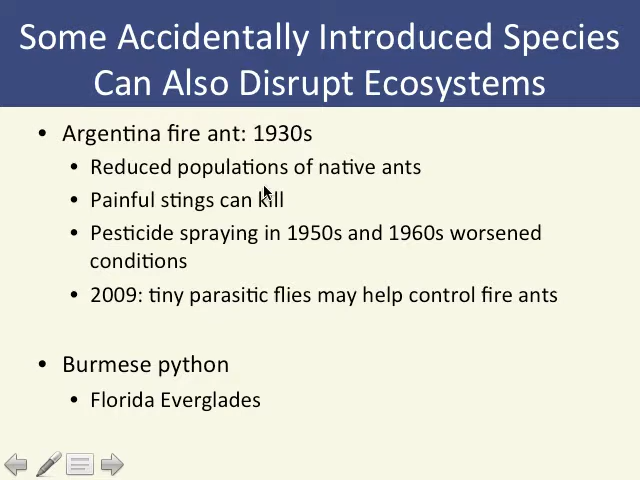 Some Accidentally Introduced Species
Can Also Disrupt Ecosystems
• Argentina fire ant: 1930s
• Reduced populations of native ants
• Painful stings can kill
• Pesticide spraying in 1950s and 1960s worsened
conditions
• 2009: tiny parasitic flies may help control fire ants
• Burmese python
• Florida Everglades